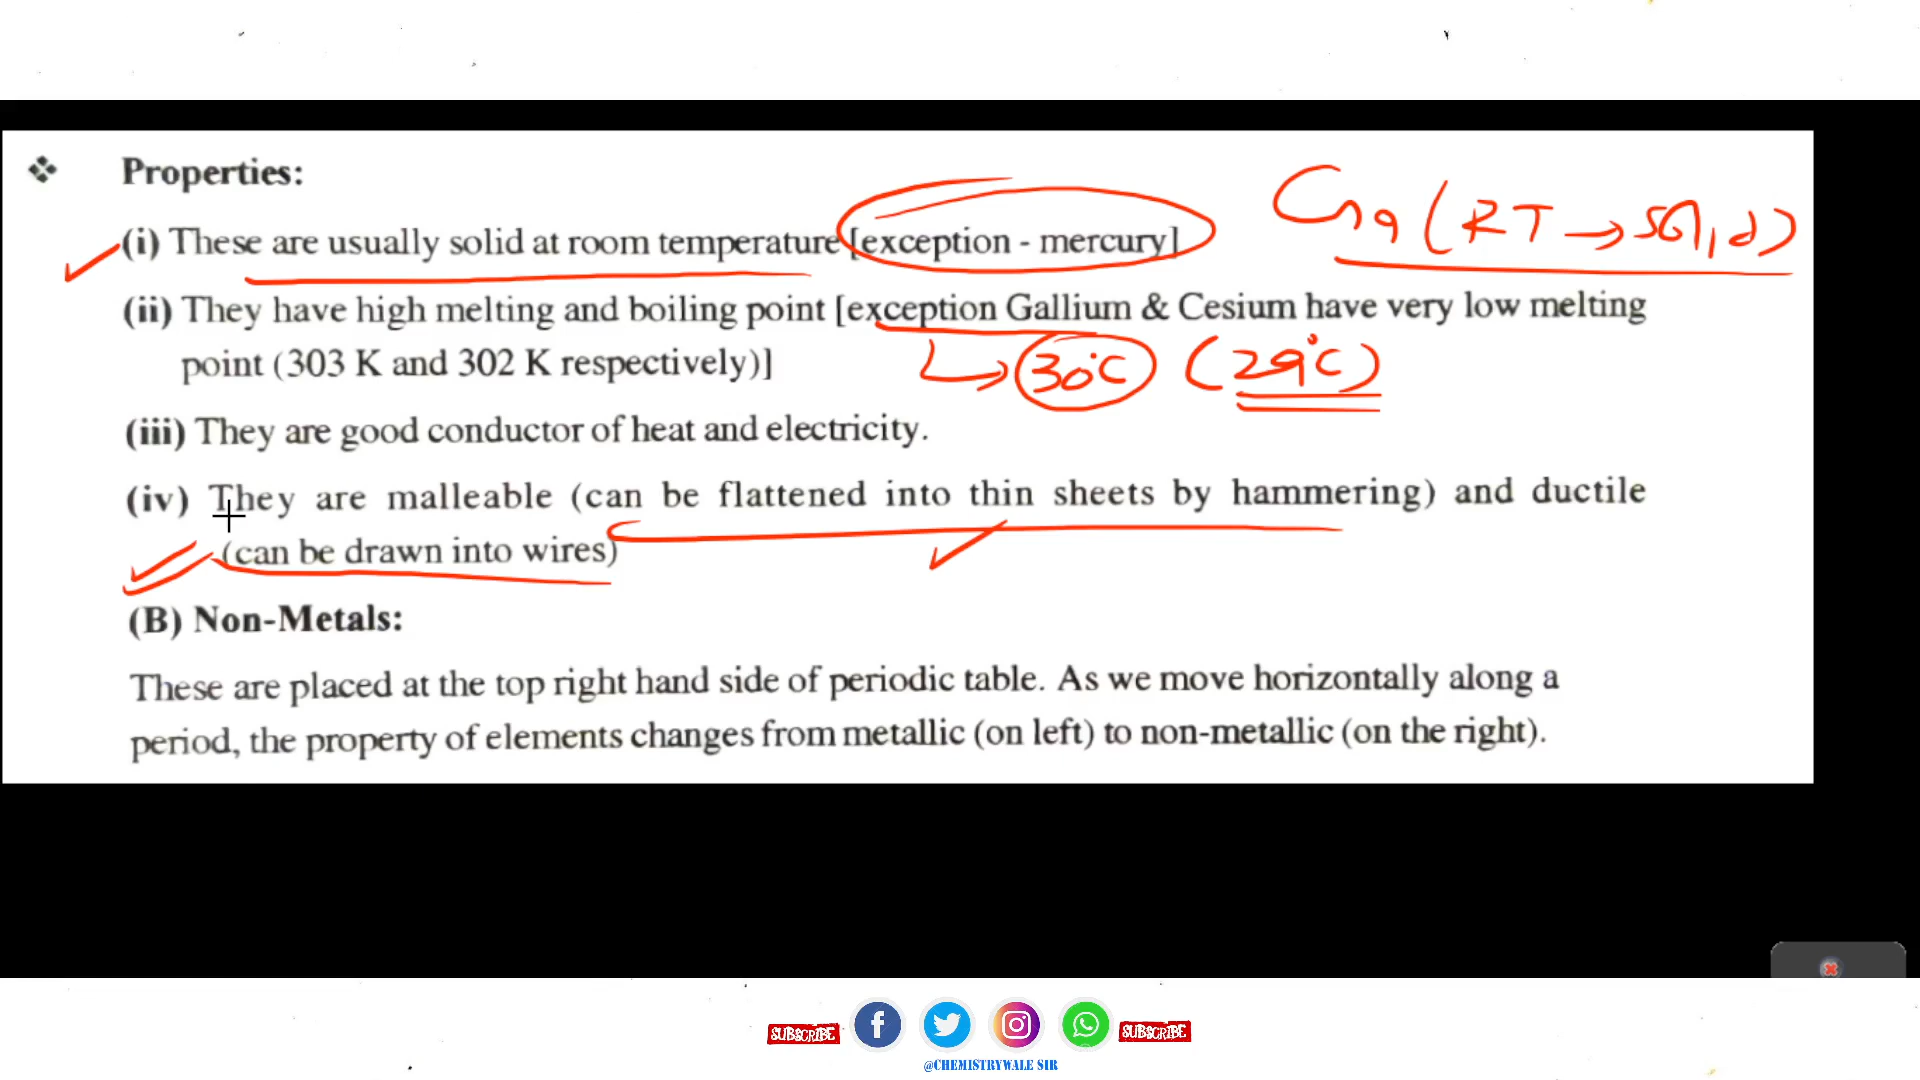 ❖ Properties:
(i) These are usually solid at room temperature [exception - mercury]
(RT → Solid)
(ii) They have high melting and boiling point [exception Gallium & Cesium have very low melting
point (303 K and 302 K respectively)]
→ 30°C (29°C)
(iii) They are good conductor of heat and electricity.
(iv) They are malleable (can be flattened into thin sheets by hammering) and ductile
(can be drawn into wires)
(B) Non-Metals:
These are placed at the top right hand side of periodic table. As we move horizontally along a
period, the property of elements changes from metallic (on left) to non-metallic (on the right).
SUBSCRIBE SUBSCRIBE
@CHEMISTRYWALE SIR